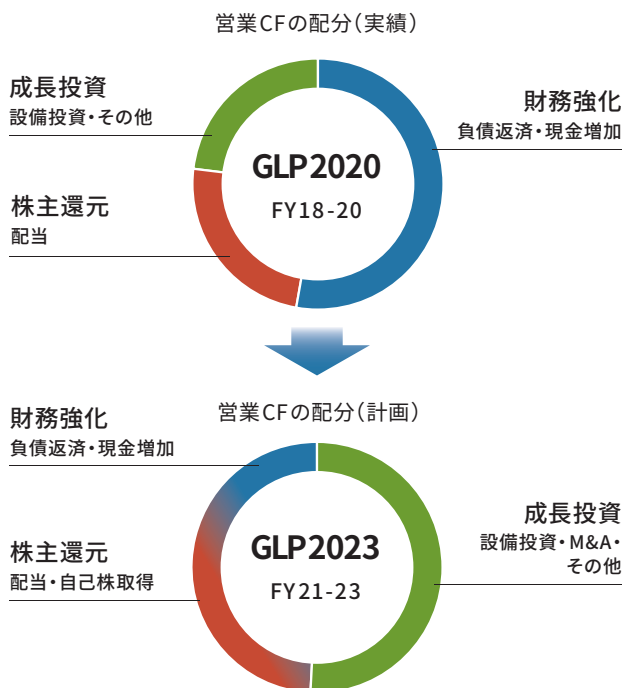 営業CFの配分（実績）
成長投資
設備投資・その他
財務強化
負債返済・現金増加
GLP2020
FY18-20
株主還元
配当
営業CFの配分（計画）
財務強化
負債返済・現金増加
成長投資
設備投資・M&A・
その他
株主還元
配当・自己株取得
GLP2023
FY21-23